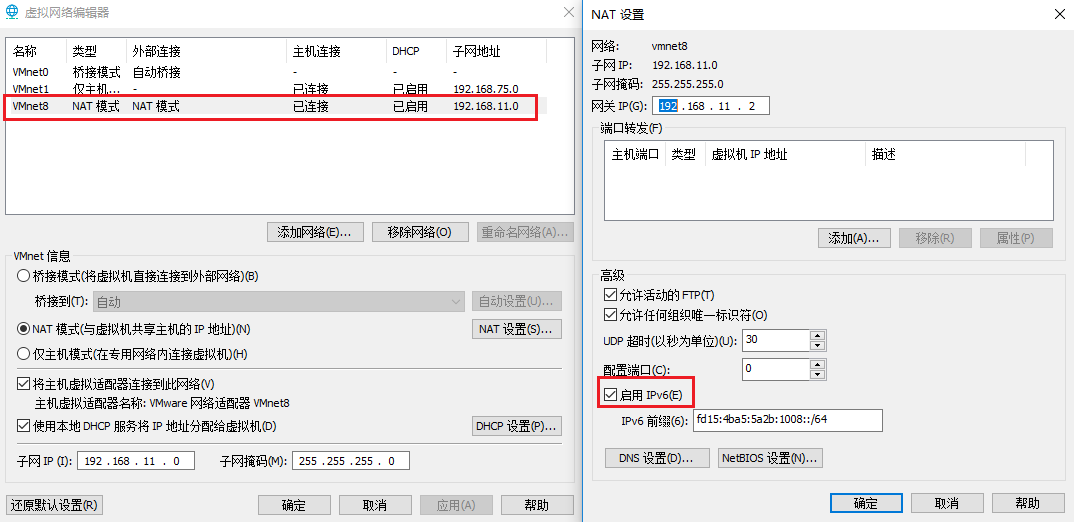 虚拟网络编辑器
名称 类型 外部连接 主机连接 DHCP 子网地址
VMnet0 桥接模式 自动桥接 - - -
VMnet1 仅主机... - 已连接 已启用 192.168.75.0
VMnet8 NAT 模式 NAT 模式 已连接 已启用 192.168.11.0
添加网络(E)... 移除网络(O) 重命名网络(A)...
VMnet 信息
桥接模式(将虚拟机直接连接到外部网络)(B)
桥接到(T): 自动 自动设置(U)...
NAT 模式(与虚拟机共享主机的 IP 地址)(N) NAT 设置(S)...
仅主机模式(在专用网络内连接虚拟机)(H)
将主机虚拟适配器连接到此网络(V)
主机虚拟适配器名称: VMware 网络适配器 VMnet8
使用本地 DHCP 服务将 IP 地址分配给虚拟机(D) DHCP 设置(P)...
子网 IP (I): 192 .168 . 11 . 0 子网掩码(M): 255 .255 .255 . 0
还原默认设置(R) 确定 取消 应用(A) 帮助
NAT 设置
网络: vmnet8
子网 IP: 192.168.11.0
子网掩码: 255.255.255.0
网关 IP(G): 192 .168 . 11 . 2
端口转发(F)
主机端口 类型 虚拟机 IP 地址 描述
添加(A)... 移除(R) 属性(P)
高级
允许活动的 FTP(T)
允许任何组织唯一标识符(O)
UDP 超时(以秒为单位)(U): 30
配置端口(C): 0
启用 IPv6(E)
IPv6 前缀(6): fd15:4ba5:5a2b:1008::/64
DNS 设置(D)... NetBIOS 设置(N)...
确定 取消 帮助